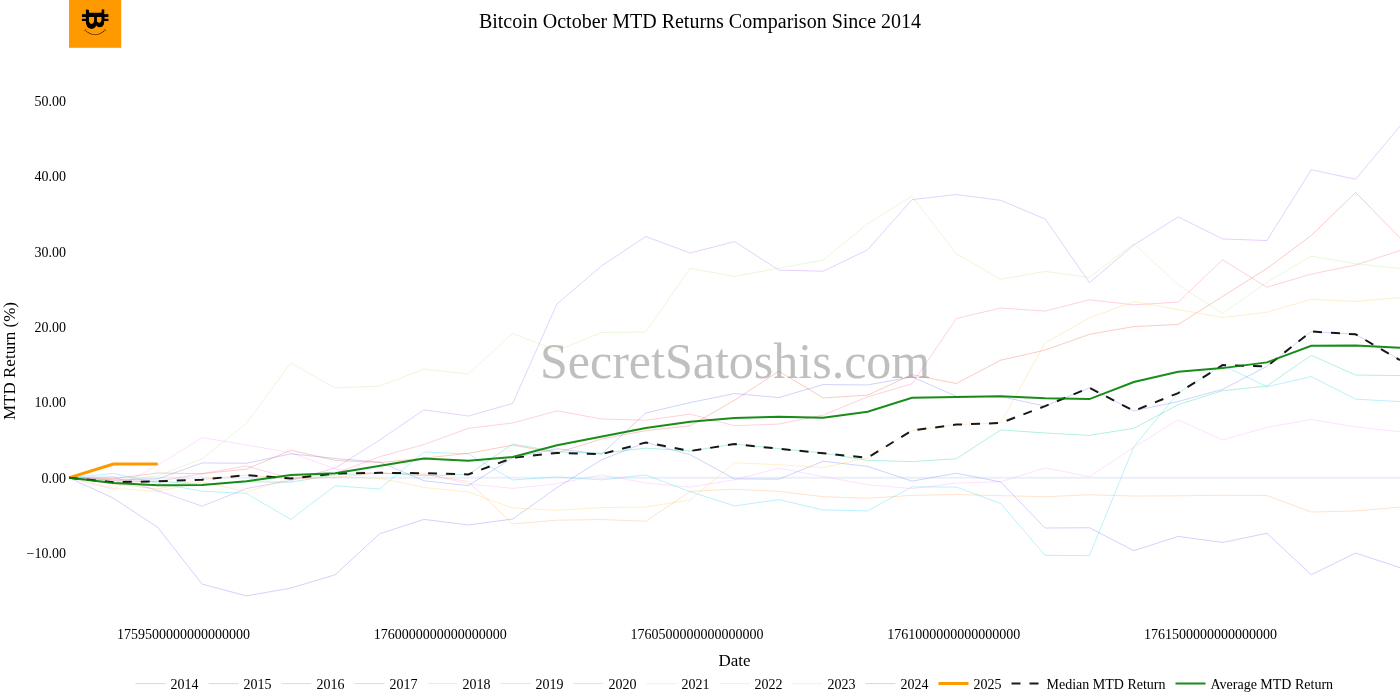 Bitcoin October MTD Returns Comparison Since 2014
50.00
40.00
30.00
20.00
10.00
0.00
−10.00
MTD Return (%)
SecretSatoshis.com
1759500000000000000 1760000000000000000 1760500000000000000 1761000000000000000 1761500000000000000
Date
2014 2015 2016 2017 2018 2019 2020 2021 2022 2023 2024 2025 Median MTD Return Average MTD Return